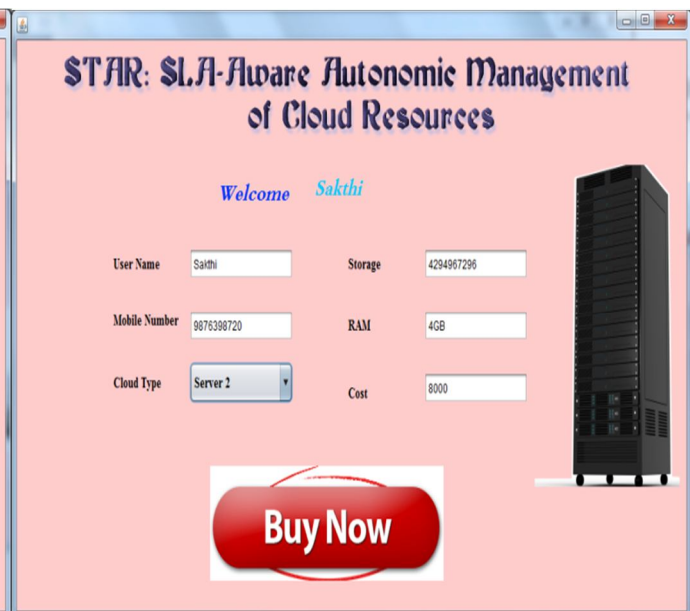 STAR: SLA-Aware Autonomic Management
of Cloud Resources
Welcome Sakthi
User Name Sakthi Storage 4294967296
Mobile Number 9876398720 RAM 4GB
Cloud Type Server 2 Cost 8000
Buy Now